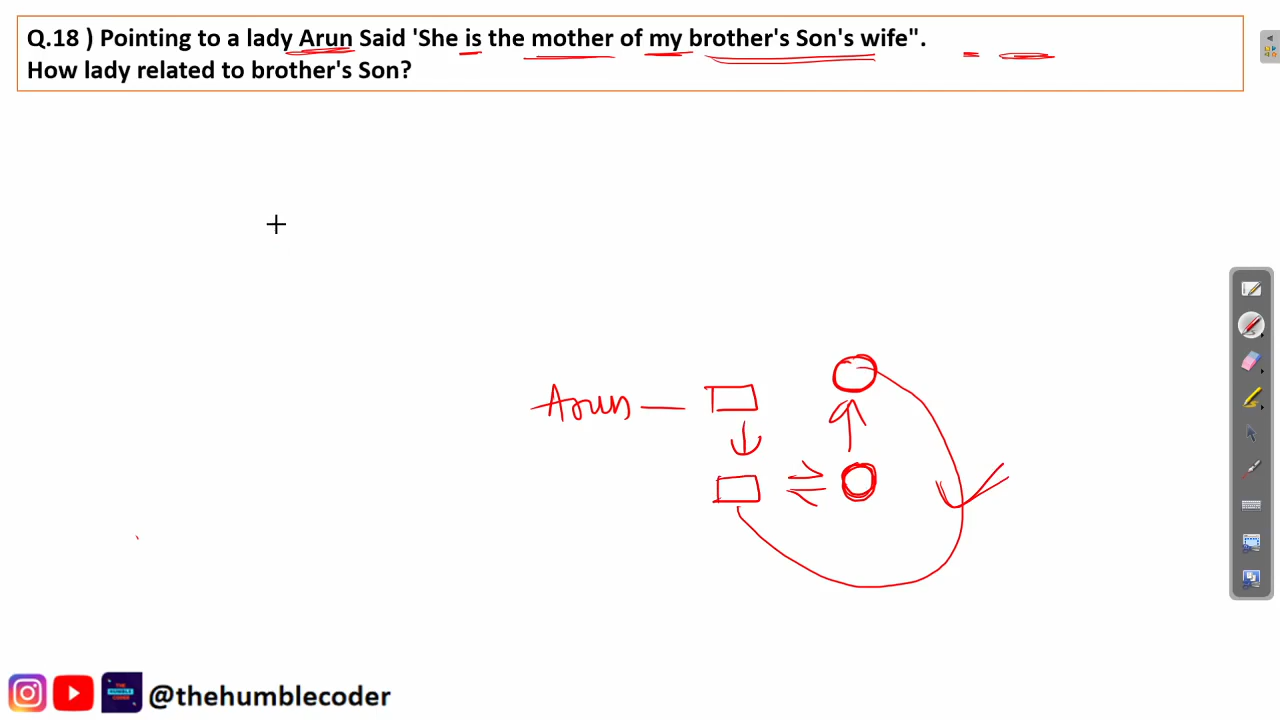 Q.18 ) Pointing to a lady Arun Said 'She is the mother of my brother's Son's wife".
How lady related to brother's Son?
Arun
@thehumblecoder